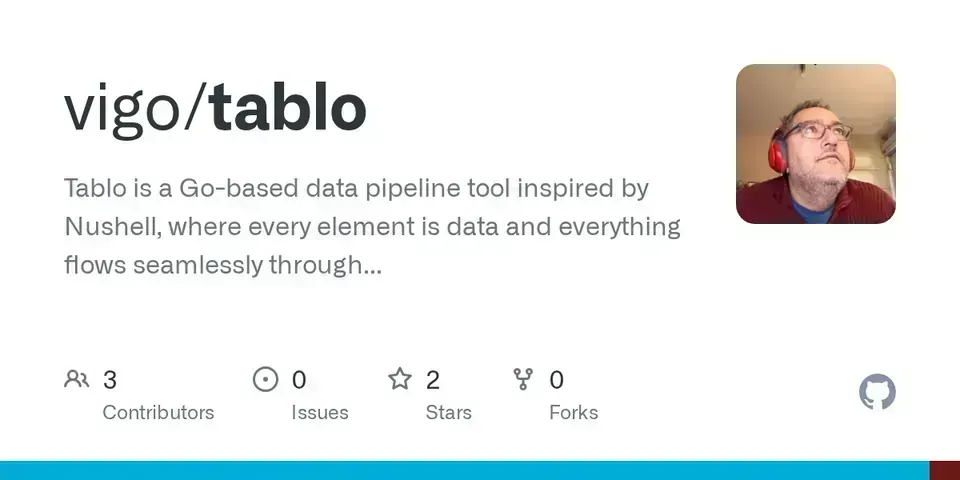 vigo/tablo
Tablo is a Go-based data pipeline tool inspired by
Nushell, where every element is data and everything
flows seamlessly through...
3 0 2 0
Contributors Issues Stars Forks